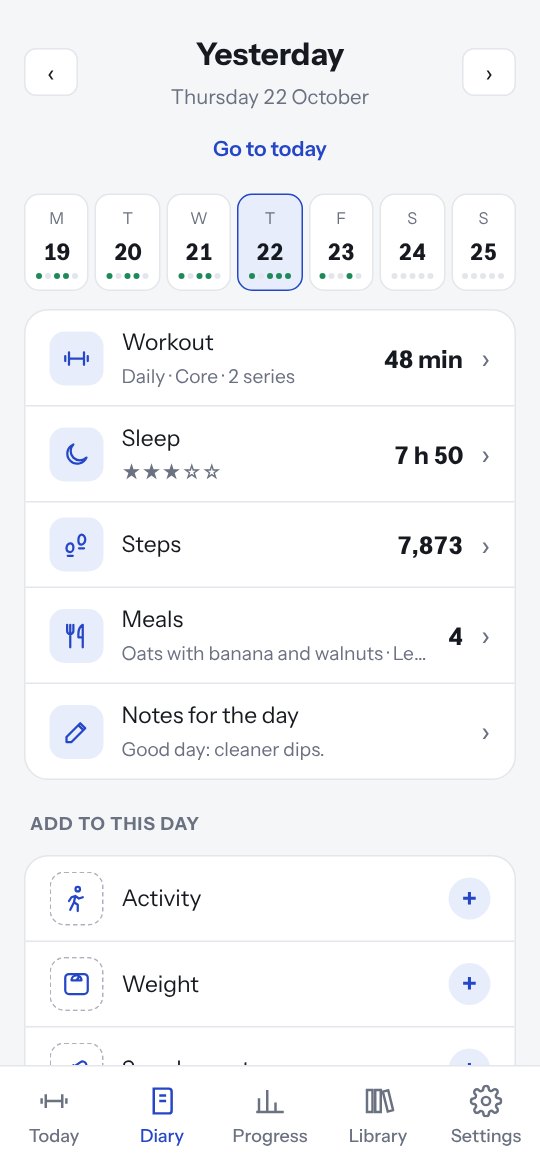 Yesterday
‹
›
Thursday 22 October
Go to today
M T W T F S S
19 20 21 22 23 24 25
Workout
48 min ›
Daily · Core · 2 series
Sleep
7 h 50 ›
★★★☆☆
Steps 7,873 ›
Meals
4 ›
Oats with banana and walnuts · Le...
Notes for the day
›
Good day: cleaner dips.
ADD TO THIS DAY
Activity +
Weight +
Today Diary Progress Library Settings